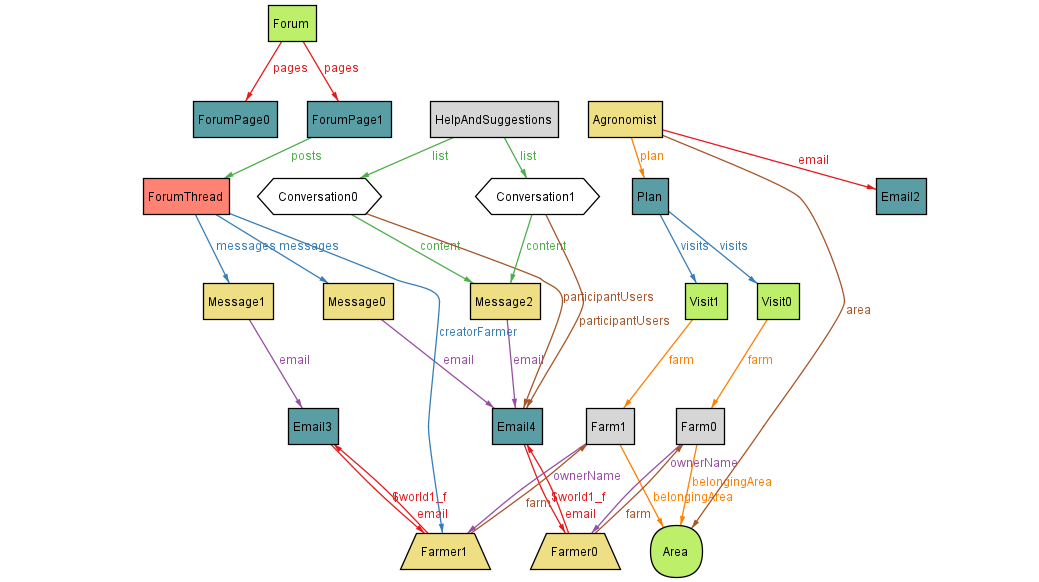 Forum
pages pages
ForumPage0 ForumPage1 HelpAndSuggestions Agronomist
posts list list plan email
ForumThread Conversation0 Conversation1 Plan Email2
messages messages content content visits visits
Message1 Message0 Message2 participantUsers Visit1 Visit0
area
participantUsers
creatorFarmer
email email email farm farm
Email3 Email4 Farm1 Farm0
ownerName
ownerName
belongingArea
$world1_f farm $world1_f belongingArea
email email farm
Farmer1 Farmer0 Area